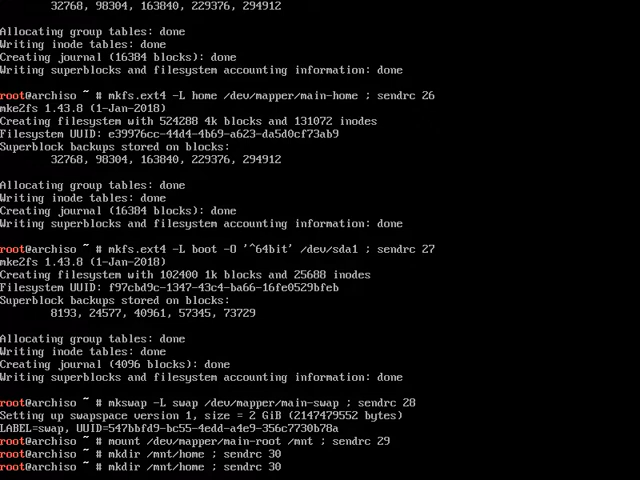 32768, 98304, 163840, 229376, 294912
Allocating group tables: done
Writing inode tables: done
Creating journal (16384 blocks): done
Writing superblocks and filesystem accounting information: done
root@archiso ~ # mkfs.ext4 -L home /dev/mapper/main-home ; sendrc 26
mke2fs 1.43.8 (1-Jan-2018)
Creating filesystem with 524288 4k blocks and 131072 inodes
Filesystem UUID: e39976cc-44d4-4b69-a623-da5d0cf73ab9
Superblock backups stored on blocks:
32768, 98304, 163840, 229376, 294912
Allocating group tables: done
Writing inode tables: done
Creating journal (16384 blocks): done
Writing superblocks and filesystem accounting information: done
root@archiso ~ # mkfs.ext4 -L boot -O '^64bit' /dev/sda1 ; sendrc 27
mke2fs 1.43.8 (1-Jan-2018)
Creating filesystem with 102400 1k blocks and 25688 inodes
Filesystem UUID: f97cbd9c-1347-43c4-ba66-16fe0529bfeb
Superblock backups stored on blocks:
8193, 24577, 40961, 57345, 73729
Allocating group tables: done
Writing inode tables: done
Creating journal (4096 blocks): done
Writing superblocks and filesystem accounting information: done
root@archiso ~ # mkswap -L swap /dev/mapper/main-swap ; sendrc 28
Setting up swapspace version 1, size = 2 GiB (2147479552 bytes)
LABEL=swap, UUID=547bbfd9-bc55-4edd-a4e9-356c7730b78a
root@archiso ~ # mount /dev/mapper/main-root /mnt ; sendrc 29
root@archiso ~ # mkdir /mnt/home ; sendrc 30
root@archiso ~ # mkdir /mnt/home ; sendrc 30